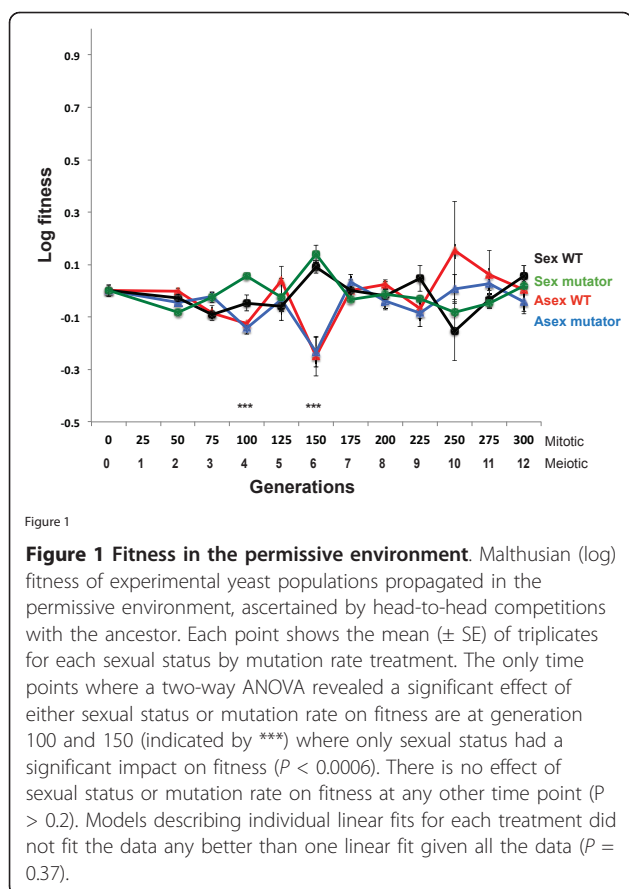 0.9
0.7
0.5
0.3
0.1
-0.1
-0.3
-0.5
Log fitness
Sex WT
Sex mutator
Asex WT
Asex mutator
*** ***
0 25 50 75 100 125 150 175 200 225 250 275 300 Mitotic
0 1 2 3 4 5 6 7 8 9 10 11 12 Meiotic
Generations
Figure 1
Figure 1 Fitness in the permissive environment. Malthusian (log)
fitness of experimental yeast populations propagated in the
permissive environment, ascertained by head-to-head competitions
with the ancestor. Each point shows the mean (± SE) of triplicates
for each sexual status by mutation rate treatment. The only time
points where a two-way ANOVA revealed a significant effect of
either sexual status or mutation rate on fitness are at generation
100 and 150 (indicated by ***) where only sexual status had a
significant impact on fitness (P < 0.0006). There is no effect of
sexual status or mutation rate on fitness at any other time point (P
> 0.2). Models describing individual linear fits for each treatment did
not fit the data any better than one linear fit given all the data (P =
0.37).